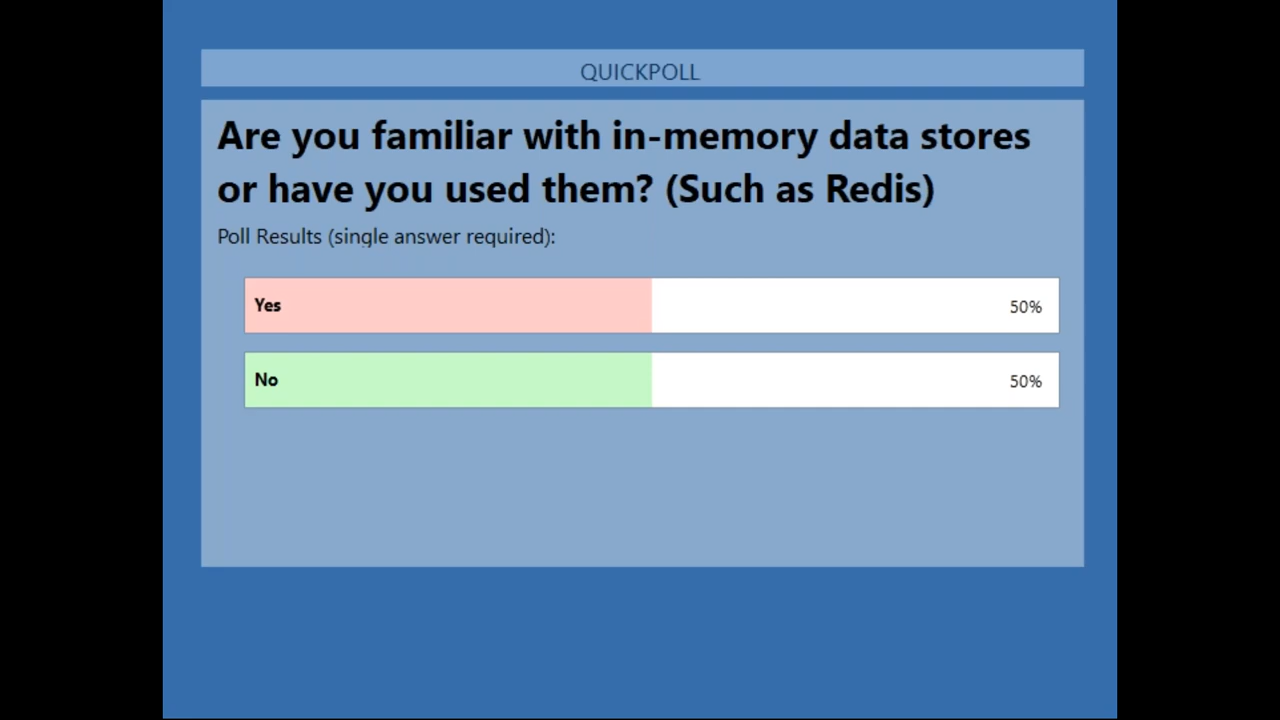 QUICKPOLL
Are you familiar with in-memory data stores
or have you used them? (Such as Redis)
Poll Results (single answer required):
Yes 50%
No 50%